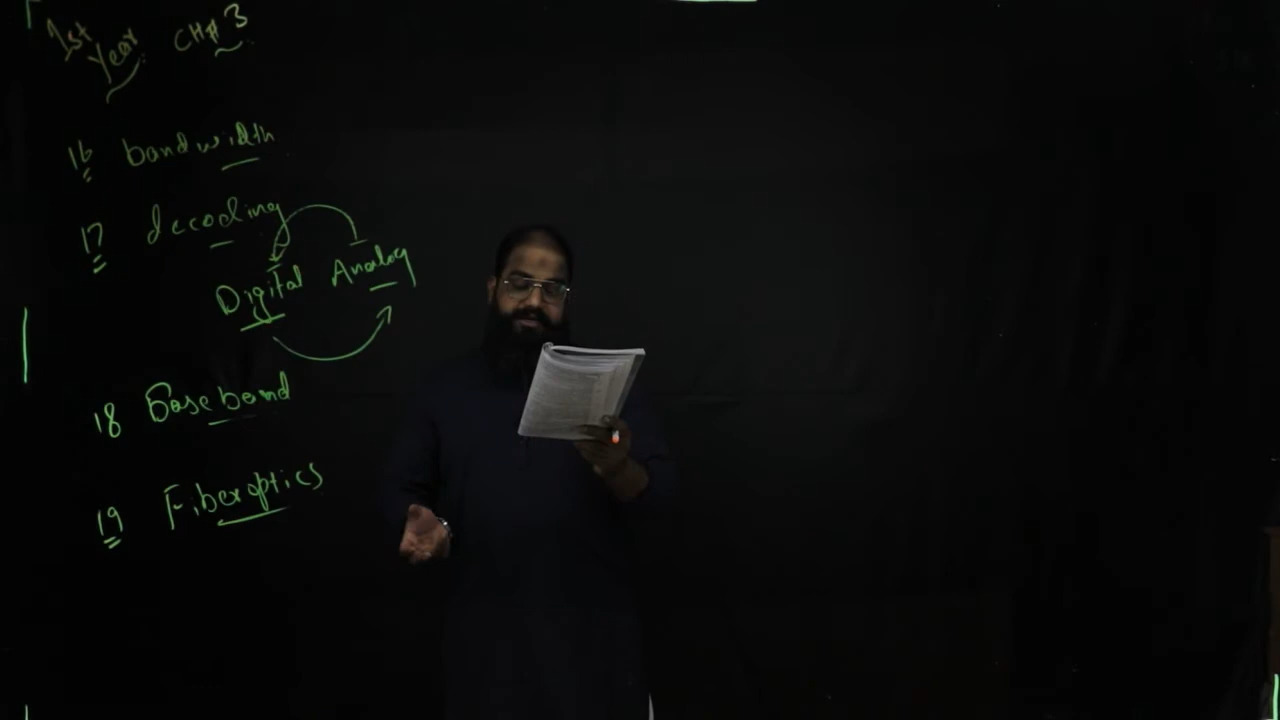 1st Year CH# 3
16 bandwidth
17 decoding
Digital Analog
18 Baseband
19 Fiberoptics